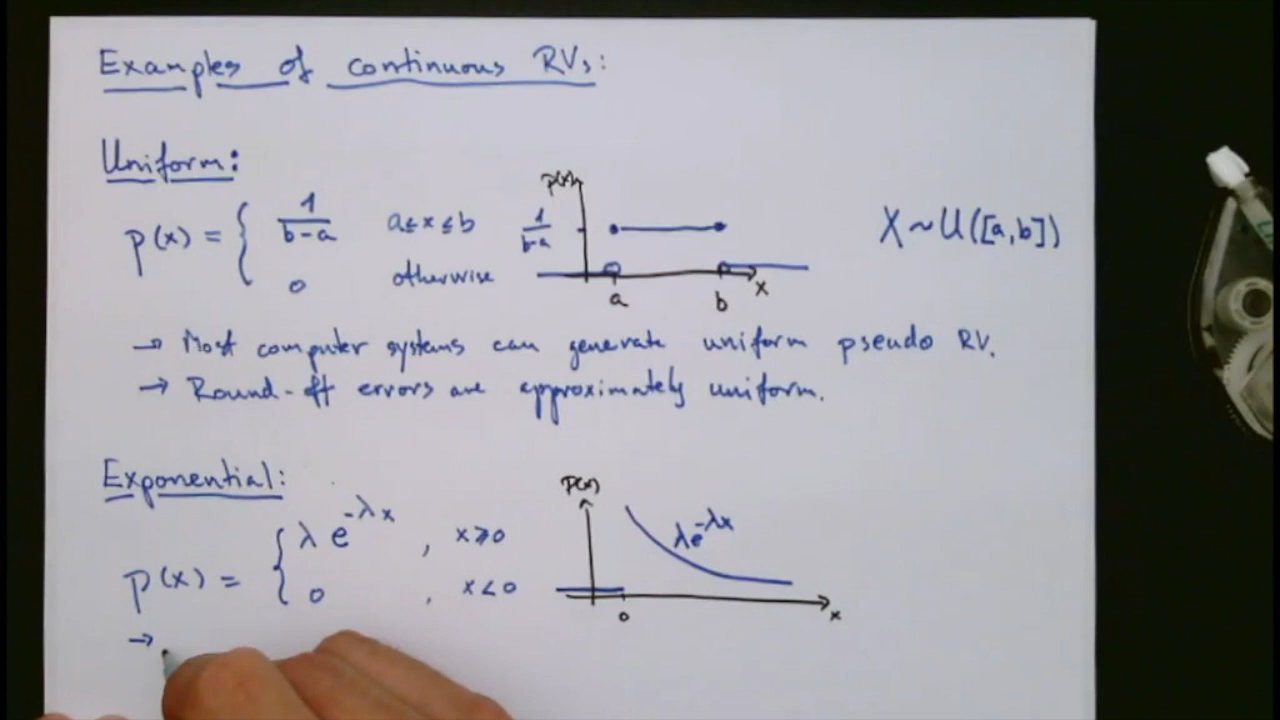 Examples of continuous RVs:
Uniform:
p(x) = { 1/(b-a) a≤x≤b
0 otherwise
p(x)
1/(b-a)
a b x
X~U([a,b])
→ Most computer systems can generate uniform pseudo RV.
→ Round-off errors are approximately uniform.
Exponential:
p(x) = { λe^{-λx} , x≥0
0 , x<0
p(x)
λe^{-λx}
0 x
→